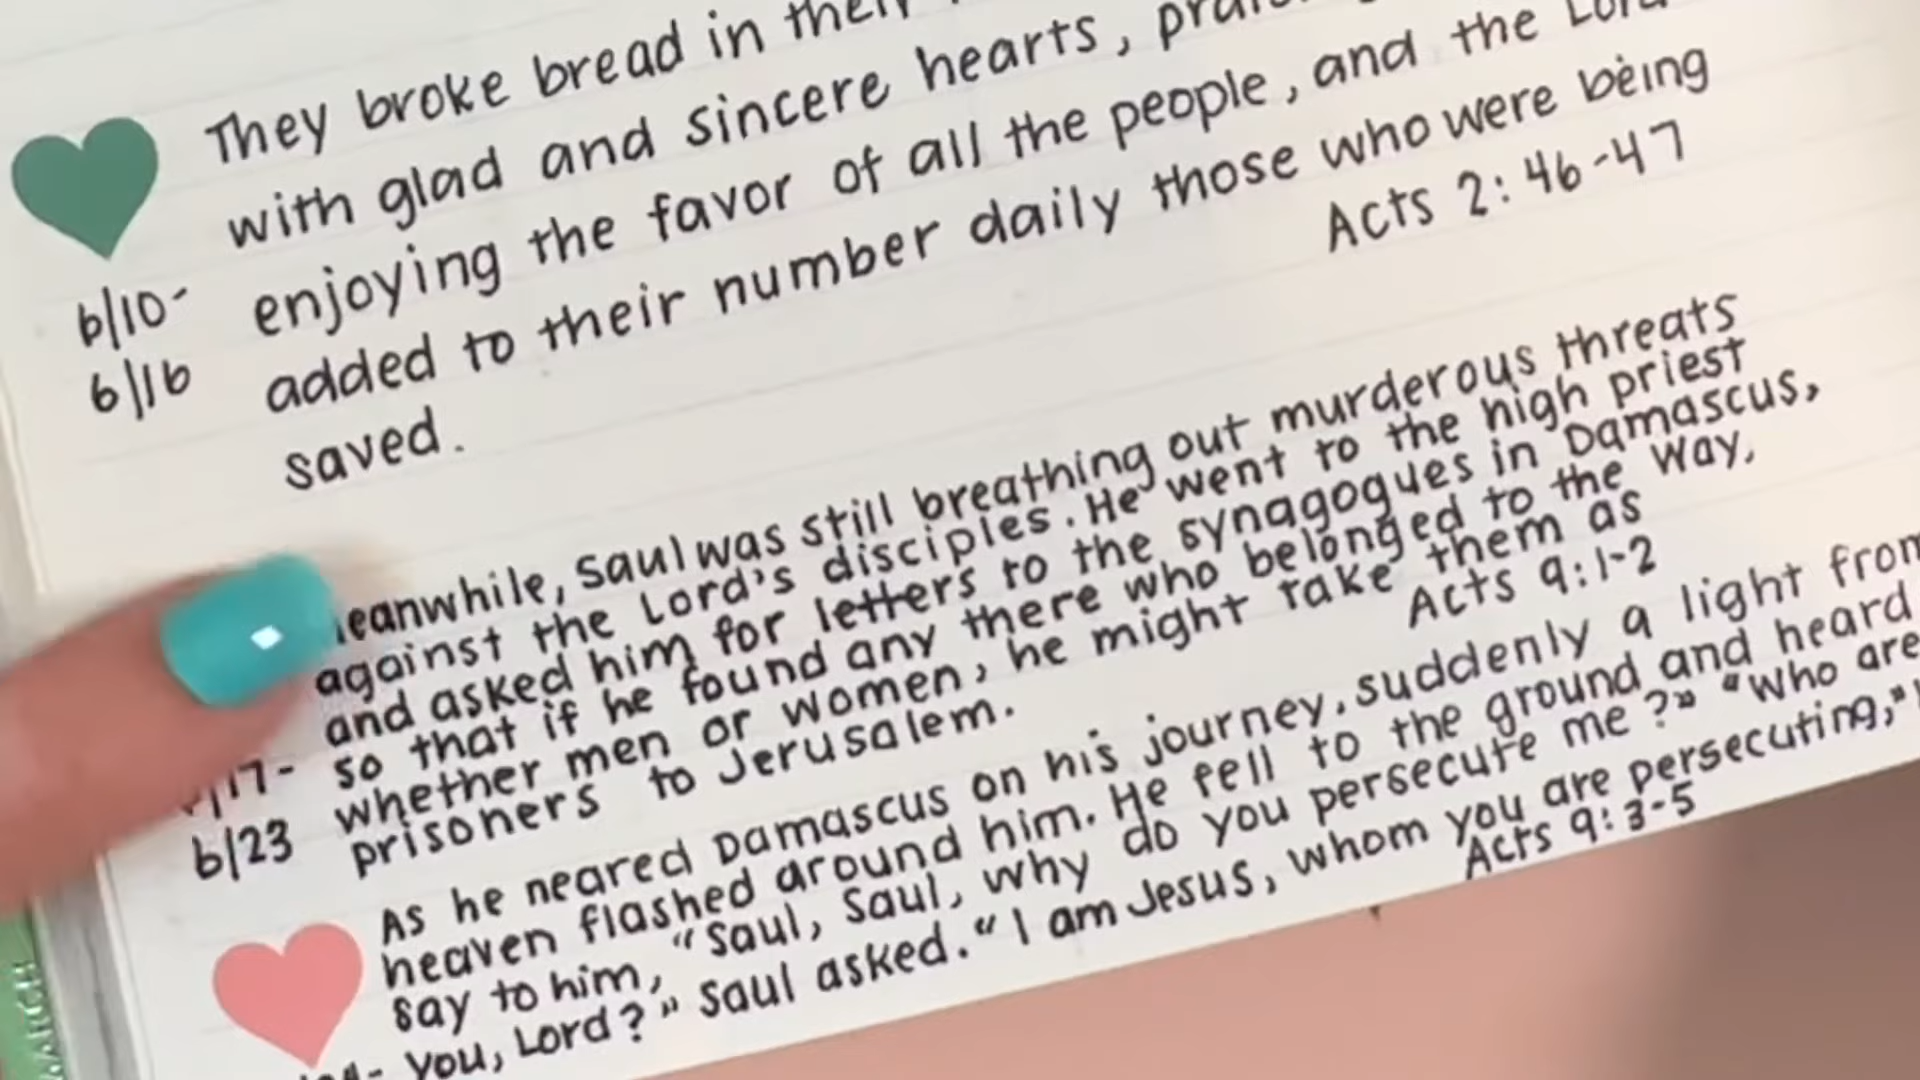 They broke bread in their
with glad and sincere hearts,
enjoying the favor of all the people, and the Lord
added to their number daily those who were being
saved.
Acts 2:46-47
6/10-
6/16
Meanwhile, Saul was still breathing out murderous threats
against the Lord's disciples. He went to the high priest
and asked him for letters to the synagogues in Damascus,
so that if he found any there who belonged to the Way,
whether men or women, he might take them as
prisoners to Jerusalem.
Acts 9:1-2
/17-
6/23
As he neared Damascus on his journey, suddenly a light from
heaven flashed around him. He fell to the ground and heard
say to him, "Saul, Saul, why do you persecute me?" "Who are
you, Lord?" Saul asked. "I am Jesus, whom you are persecuting,"
Acts 9:3-5